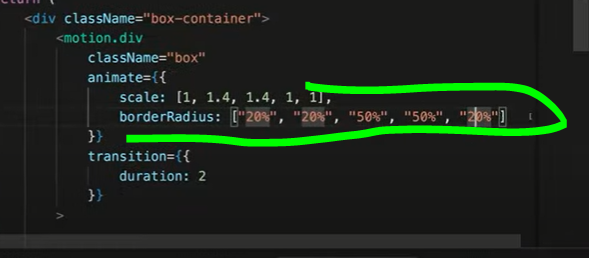 <div className="box-container">
<motion.div
className="box"
animate={{
scale: [1, 1.4, 1.4, 1, 1],
borderRadius: ["20%", "20%", "50%", "50%", "20%"]
}}
transition={{
duration: 2
}}
>